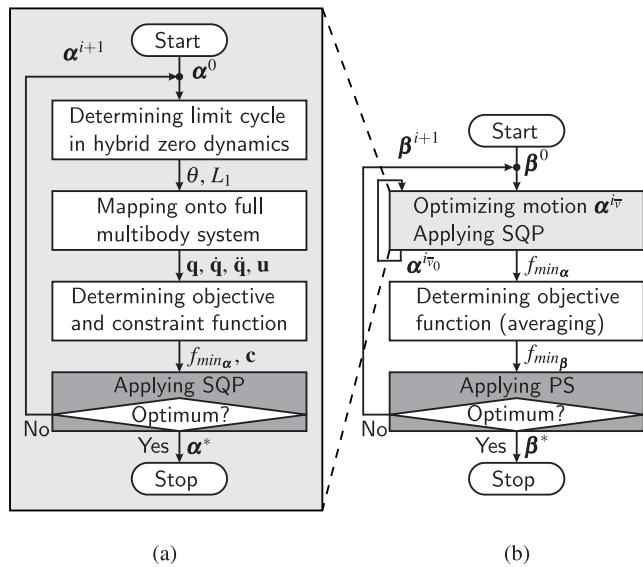 Start
𝜶^{i+1}
𝜶^0
Determining limit cycle
in hybrid zero dynamics
θ, L_1
Mapping onto full
multibody system
q, q̇, q̈, u
Determining objective
and constraint function
f_{min_𝜶}, c
Applying SQP
Optimum?
No
Yes
𝜶^*
Stop
(a)
Start
𝜷^{i+1}
𝜷^0
Optimizing motion 𝜶^{i_{v̅}}
Applying SQP
𝜶^{i_{v̅_0}}
f_{min_𝜶}
Determining objective
function (averaging)
f_{min_𝜷}
Applying PS
Optimum?
No
Yes
𝜷^*
Stop
(b)